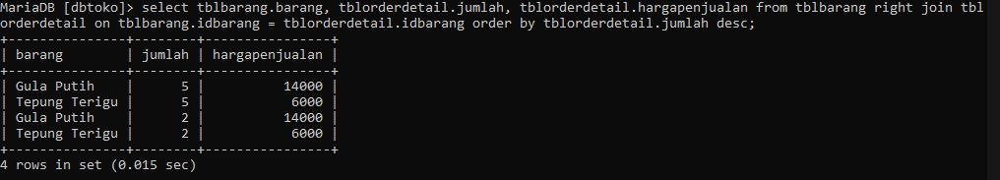 MariaDB [dbtoko]> select tblbarang.barang, tblorderdetail.jumlah, tblorderdetail.hargapenjualan from tblbarang right join tbl
orderdetail on tblbarang.idbarang = tblorderdetail.idbarang order by tblorderdetail.jumlah desc;
+---------------+--------+----------------+
| barang        | jumlah | hargapenjualan |
+---------------+--------+----------------+
| Gula Putih    |      5 |          14000 |
| Tepung Terigu |      5 |           6000 |
| Gula Putih    |      2 |          14000 |
| Tepung Terigu |      2 |           6000 |
+---------------+--------+----------------+
4 rows in set (0.015 sec)